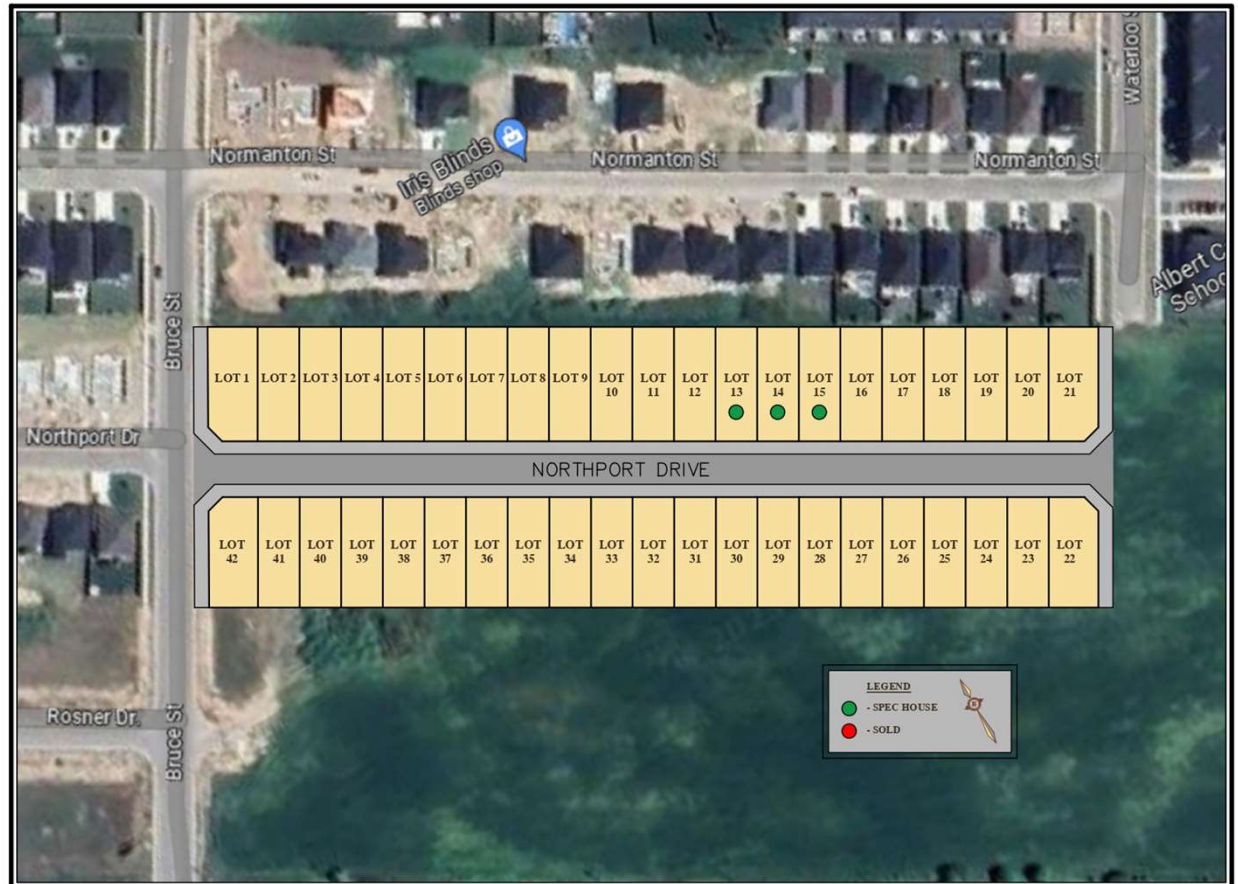 Waterloo S
Normanton St
Normanton St
Normanton St
Iris Blinds
Blinds shop
Albert C
Schoo
Bruce St
LOT 1
LOT 2
LOT 3
LOT 4
LOT 5
LOT 6
LOT 7
LOT 8
LOT 9
LOT
10
LOT
11
LOT
12
LOT
13
LOT
14
LOT
15
LOT
16
LOT
17
LOT
18
LOT
19
LOT
20
LOT
21
Northport Dr
NORTHPORT DRIVE
LOT
42
LOT
41
LOT
40
LOT
39
LOT
38
LOT
37
LOT
36
LOT
35
LOT
34
LOT
33
LOT
32
LOT
31
LOT
30
LOT
29
LOT
28
LOT
27
LOT
26
LOT
25
LOT
24
LOT
23
LOT
22
Rosner Dr.
Bruce St
LEGEND
- SPEC HOUSE
- SOLD